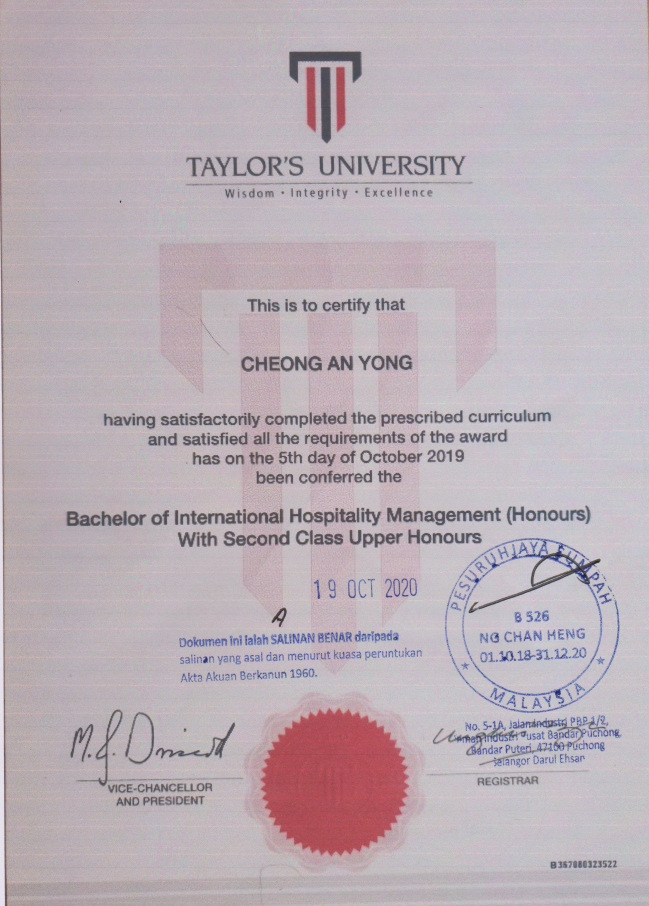 TAYLOR'S UNIVERSITY
Wisdom • Integrity • Excellence
This is to certify that
CHEONG AN YONG
having satisfactorily completed the prescribed curriculum
and satisfied all the requirements of the award
has on the 5th day of October 2019
been conferred the
Bachelor of International Hospitality Management (Honours)
With Second Class Upper Honours
19 OCT 2020
A
Dokumen ini ialah SALINAN BENAR daripada
salinan yang asal dan menurut kuasa peruntukan
Akta Akuan Berkanun 1960.
PESURUHJAYA SUMPAH
B 526
NG CHAN HENG
01.10.18-31.12.20
MALAYSIA
No. 5-1A, Jalan Industri PBP 1/9,
Industri Pusat Bandar Puchong,
Bandar Puteri, 47100 Puchong
Selangor Darul Ehsan
VICE-CHANCELLOR
AND PRESIDENT
REGISTRAR
B367080323522